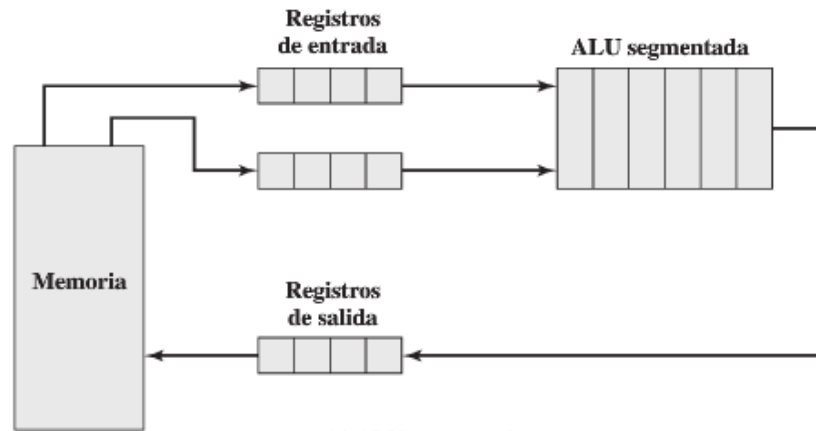 Registros
de entrada
ALU segmentada
Memoria
Registros
de salida